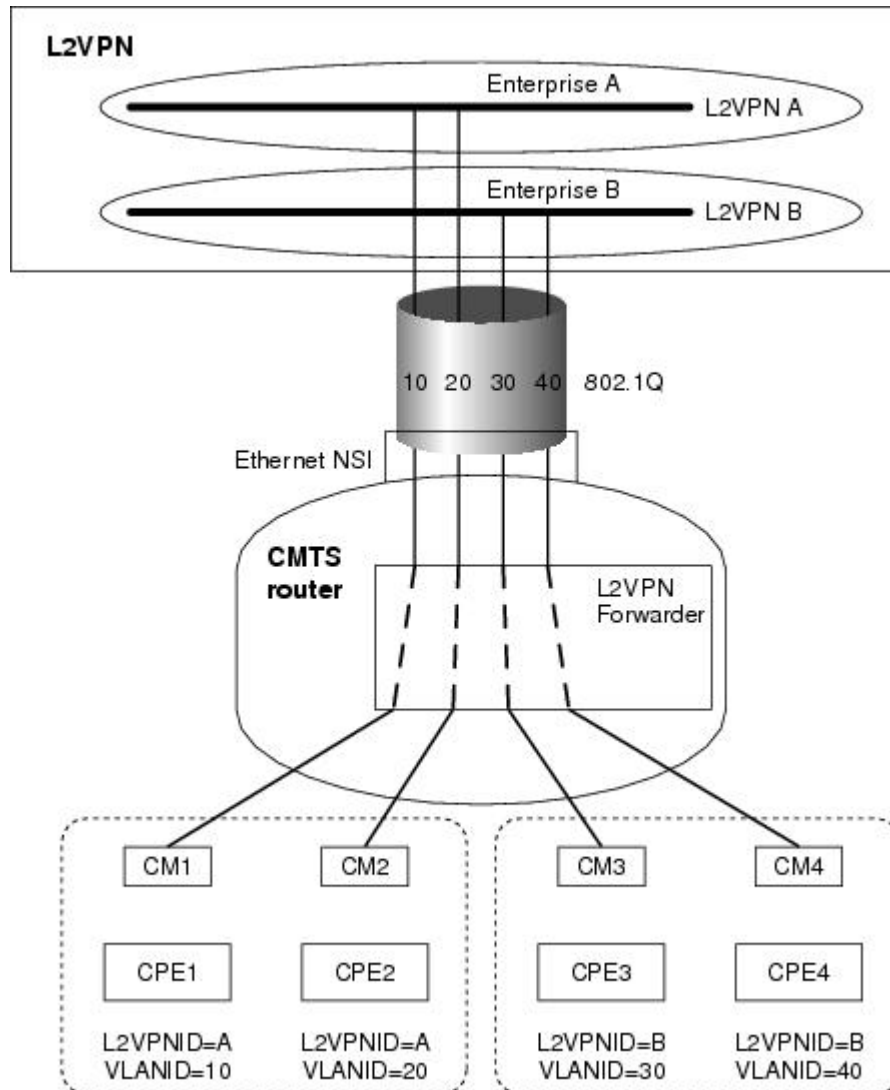 L2VPN
Enterprise A
L2VPN A
Enterprise B
L2VPN B
10 20 30 40 802.1Q
Ethernet NSI
CMTS
router
L2VPN
Forwarder
CM1 CM2 CM3 CM4
CPE1 CPE2 CPE3 CPE4
L2VPNID=A L2VPNID=A L2VPNID=B L2VPNID=B
VLANID=10 VLANID=20 VLANID=30 VLANID=40